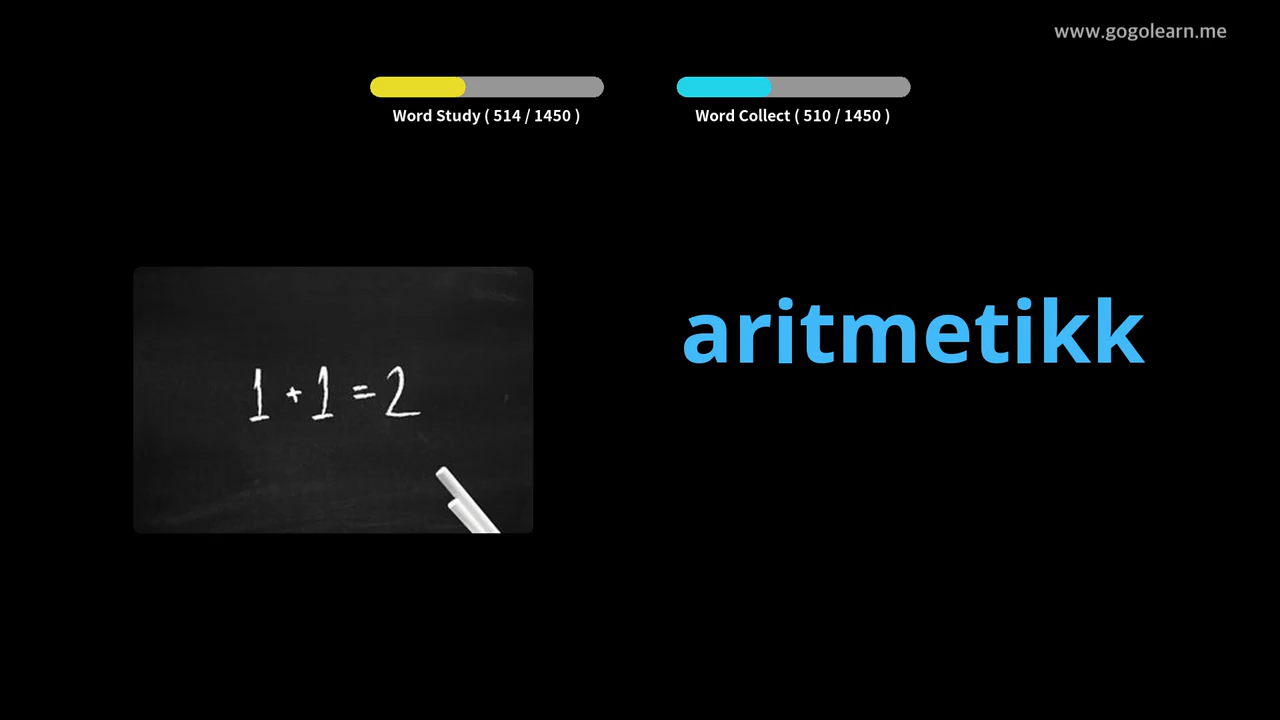 www.gogolearn.me
Word Study ( 514 / 1450 )
Word Collect ( 510 / 1450 )
aritmetikk
1 + 1 = 2